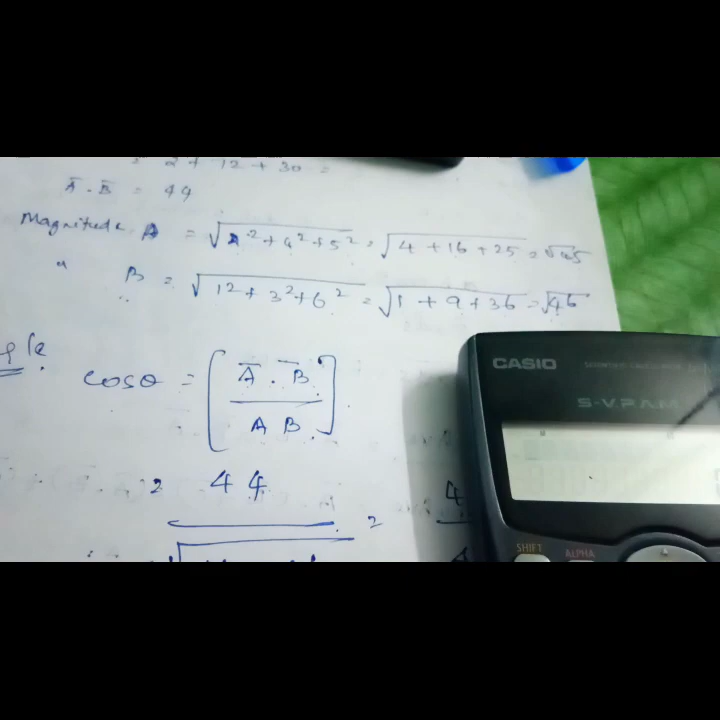 = 2 + 12 + 30 =
A̅ . B̅ = 44
Magnitude A = √2² + 4² + 5² = √4 + 16 + 25 = √45
" B = √1² + 3² + 6² = √1 + 9 + 36 = √46
cosθ = [A̅ . B̅
A B]
= 44 =
4
CASIO
S-V.P.A.M.
SHIFT
ALPHA